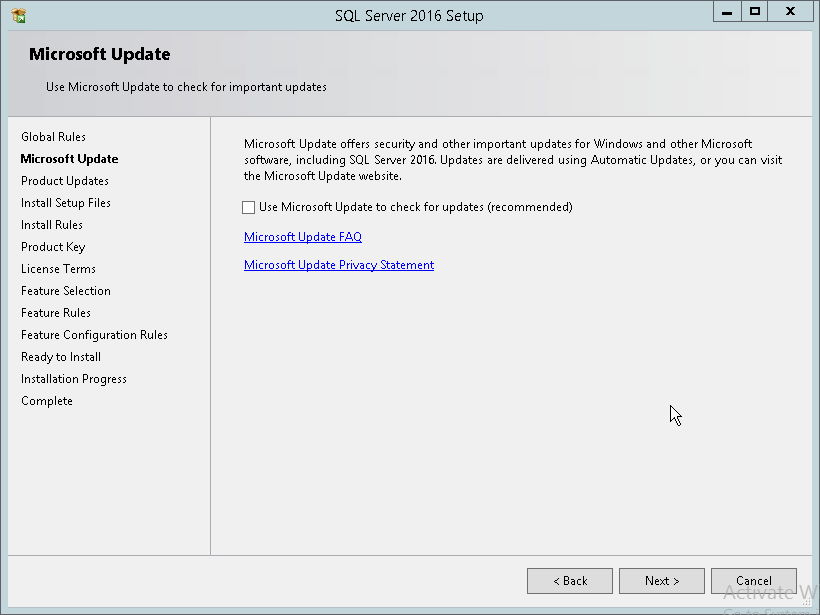 SQL Server 2016 Setup
Microsoft Update
Use Microsoft Update to check for important updates
Global Rules
Microsoft Update
Product Updates
Install Setup Files
Install Rules
Product Key
License Terms
Feature Selection
Feature Rules
Feature Configuration Rules
Ready to Install
Installation Progress
Complete
Microsoft Update offers security and other important updates for Windows and other Microsoft
software, including SQL Server 2016. Updates are delivered using Automatic Updates, or you can visit
the Microsoft Update website.
Use Microsoft Update to check for updates (recommended)
Microsoft Update FAQ
Microsoft Update Privacy Statement
< Back
Next >
Cancel
Activate W